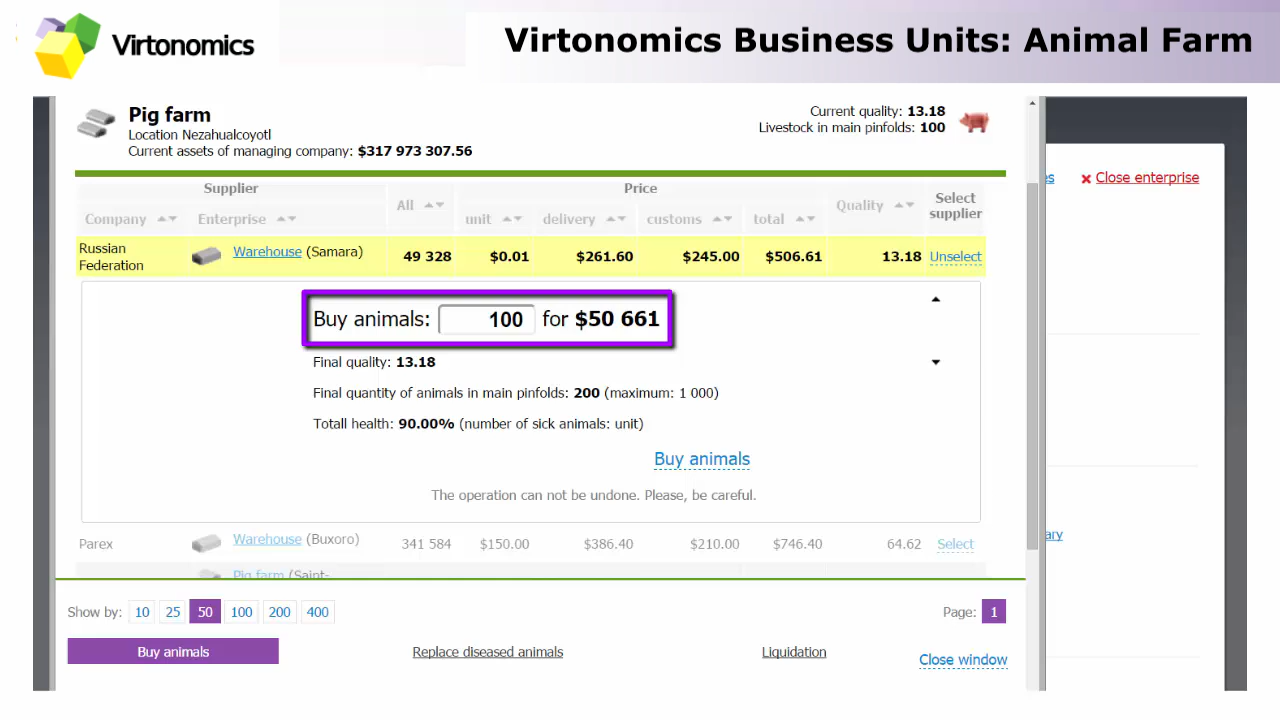 Virtonomics
Virtonomics Business Units: Animal Farm
Pig farm
Location Nezahualcoyotl
Current assets of managing company: $317 973 307.56
Current quality: 13.18
Livestock in main pinfolds: 100
Close enterprise
Supplier
Price
All
Quality
Select
supplier
Company
Enterprise
unit
delivery
customs
total
Russian
Federation
Warehouse (Samara)
49 328
$0.01
$261.60
$245.00
$506.61
13.18
Unselect
Buy animals: 100 for $50 661
Final quality: 13.18
Final quantity of animals in main pinfolds: 200 (maximum: 1 000)
Totall health: 90.00% (number of sick animals: unit)
Buy animals
The operation can not be undone. Please, be careful.
Parex
Warehouse (Buxoro)
341 584
$150.00
$386.40
$210.00
$746.40
64.62
Select
Pig farm (Saint-
Show by: 10 25 50 100 200 400
Page: 1
Buy animals
Replace diseased animals
Liquidation
Close window